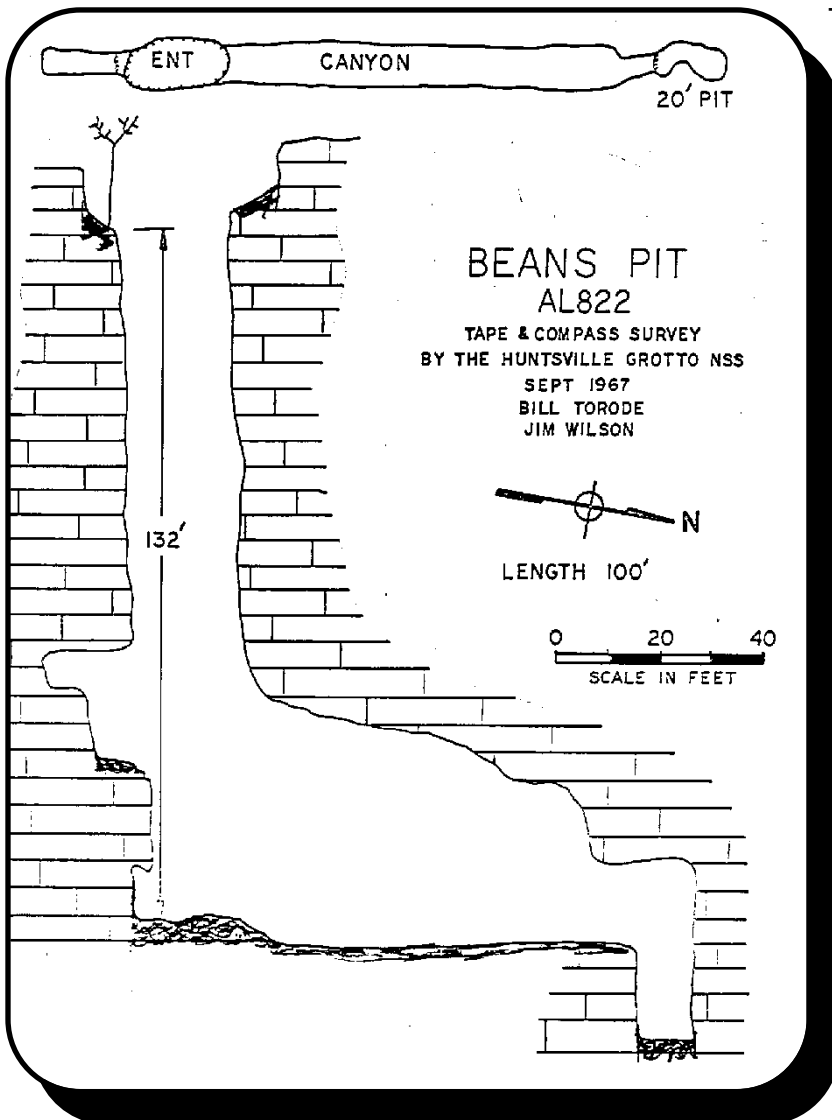 ENT
CANYON
20' PIT
BEANS PIT
AL822
TAPE & COMPASS SURVEY
BY THE HUNTSVILLE GROTTO NSS
SEPT 1967
BILL TORODE
JIM WILSON
N
132'
LENGTH 100'
0 20 40
SCALE IN FEET